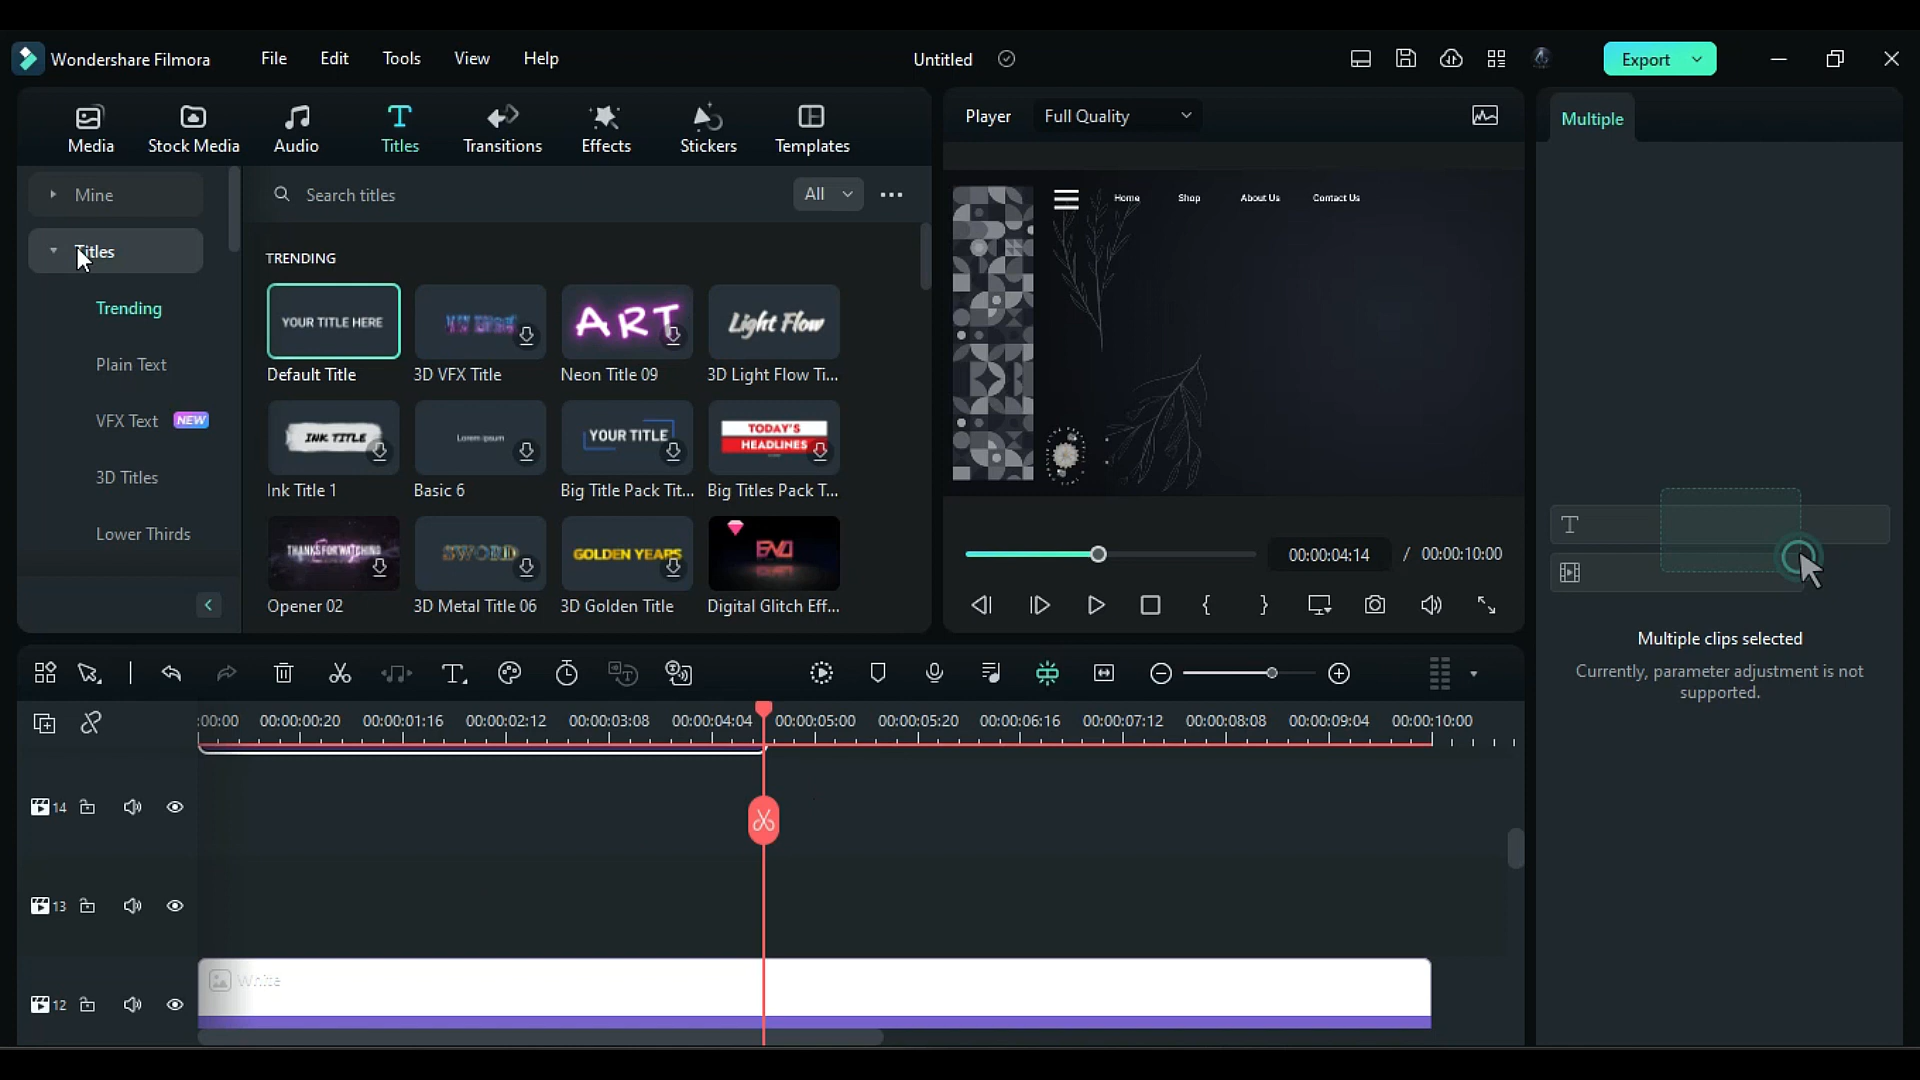 Wondershare Filmora
File
Edit
Tools
View
Help
Untitled
Export
Media
Stock Media
Audio
Titles
Transitions
Effects
Stickers
Templates
Player
Full Quality
Multiple
Mine
Titles
Trending
Plain Text
VFX Text NEW
3D Titles
Lower Thirds
Search titles
All
TRENDING
YOUR TITLE HERE
ART
Light Flow
Default Title
3D VFX Title
Neon Title 09
3D Light Flow Ti...
INK TITLE
Lorem ipsum
YOUR TITLE
TODAY'S
HEADLINES
Ink Title 1
Basic 6
Big Title Pack Tit...
Big Titles Pack T...
THANKS FOR WATCHING
SWORD
GOLDEN YEARS
Opener 02
3D Metal Title 06
3D Golden Title
Digital Glitch Eff...
Home
Shop
About Us
Contact Us
00:00:04:14 / 00:00:10:00
Multiple clips selected
Currently, parameter adjustment is not
supported.
:00:00
00:00:00:20
00:00:01:16
00:00:02:12
00:00:03:08
00:00:04:04
00:00:05:00
00:00:05:20
00:00:06:16
00:00:07:12
00:00:08:08
00:00:09:04
00:00:10:00
14
13
12
White